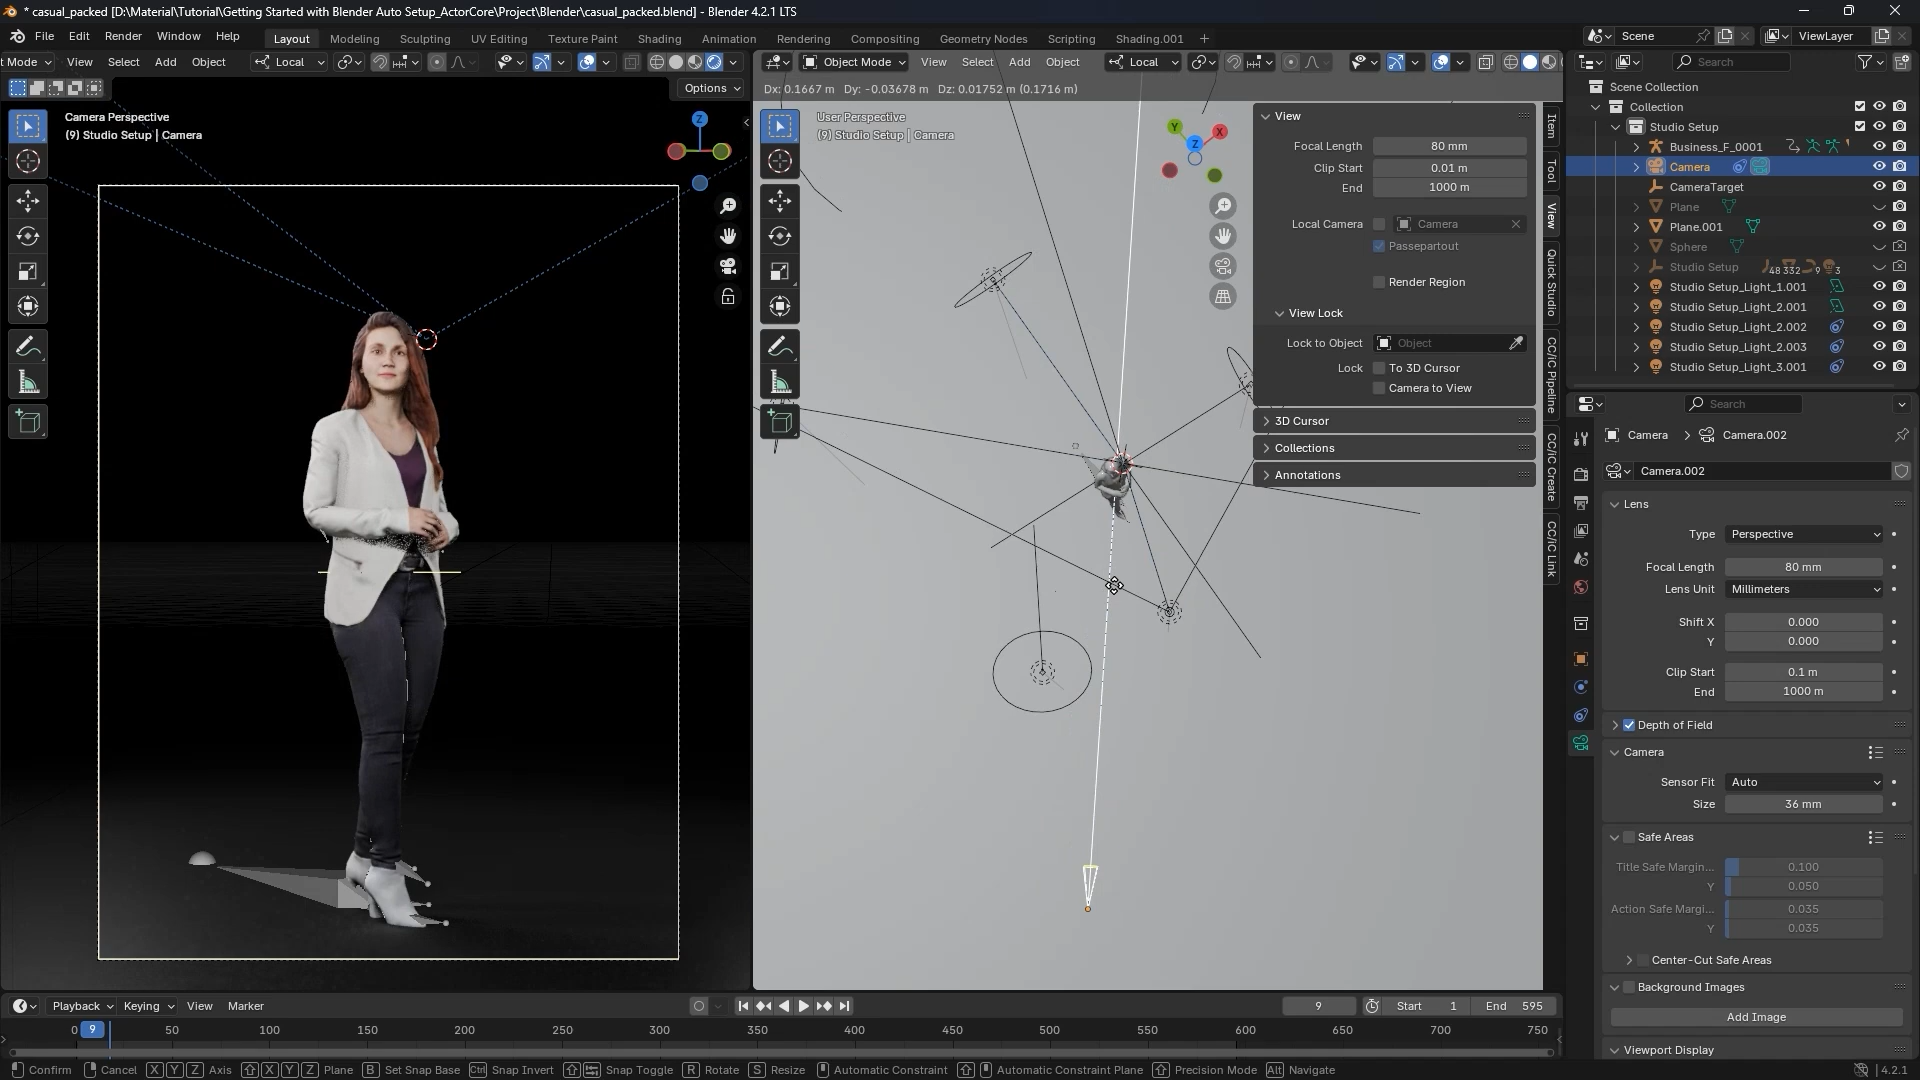 * casual_packed [D:\Material\Tutorial\Getting Started with Blender Auto Setup_ActorCore\Project\Blender\casual_packed.blend] - Blender 4.2.1 LTS
File Edit Render Window Help Layout Modeling Sculpting UV Editing Texture Paint Shading Animation Rendering Compositing Geometry Nodes Scripting Shading.001 + Scene ViewLayer
t Mode View Select Add Object Local Object Mode View Select Add Object Local Search
Options Dx: 0.1667 m Dy: -0.03678 m Dz: 0.01752 m (0.1716 m)
Camera Perspective
(9) Studio Setup | Camera
Z
User Perspective
(9) Studio Setup | Camera
Y X Z
View
Focal Length 80 mm
Clip Start 0.01 m
End 1000 m
Local Camera Camera
Passepartout
Render Region
View Lock
Lock to Object Object
Lock To 3D Cursor
Camera to View
3D Cursor
Collections
Annotations
Item
Tool
View
Quick Studio
CC/iC Pipeline
CC/iC Create
CC/iC Link
Scene Collection
Collection
Studio Setup
Business_F_0001
Camera
CameraTarget
Plane
Plane.001
Sphere
Studio Setup 48 332 9 3
Studio Setup_Light_1.001
Studio Setup_Light_2.001
Studio Setup_Light_2.002
Studio Setup_Light_2.003
Studio Setup_Light_3.001
Search
Camera Camera.002
Camera.002
Lens
Type Perspective
Focal Length 80 mm
Lens Unit Millimeters
Shift X 0.000
Y 0.000
Clip Start 0.1 m
End 1000 m
Depth of Field
Camera
Sensor Fit Auto
Size 36 mm
Safe Areas
Title Safe Margin... 0.100
Y 0.050
Action Safe Margi... 0.035
Y 0.035
Center-Cut Safe Areas
Background Images
Add Image
Viewport Display
Playback Keying View Marker 9 Start 1 End 595
0 9 50 100 150 200 250 300 350 400 450 500 550 600 650 700 750
Confirm Cancel X Y Z Axis X Y Z Plane B Set Snap Base Ctrl Snap Invert Snap Toggle R Rotate S Resize Automatic Constraint Automatic Constraint Plane Precision Mode Alt Navigate 4.2.1